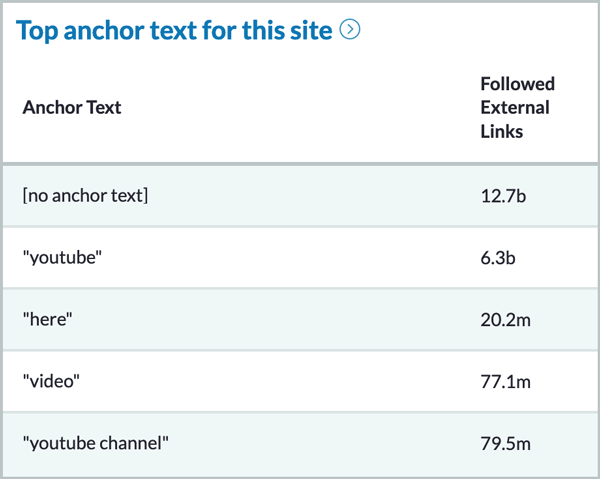 Top anchor text for this site
Anchor Text
Followed
External
Links
[no anchor text] 12.7b
"youtube" 6.3b
"here" 20.2m
"video" 77.1m
"youtube channel" 79.5m